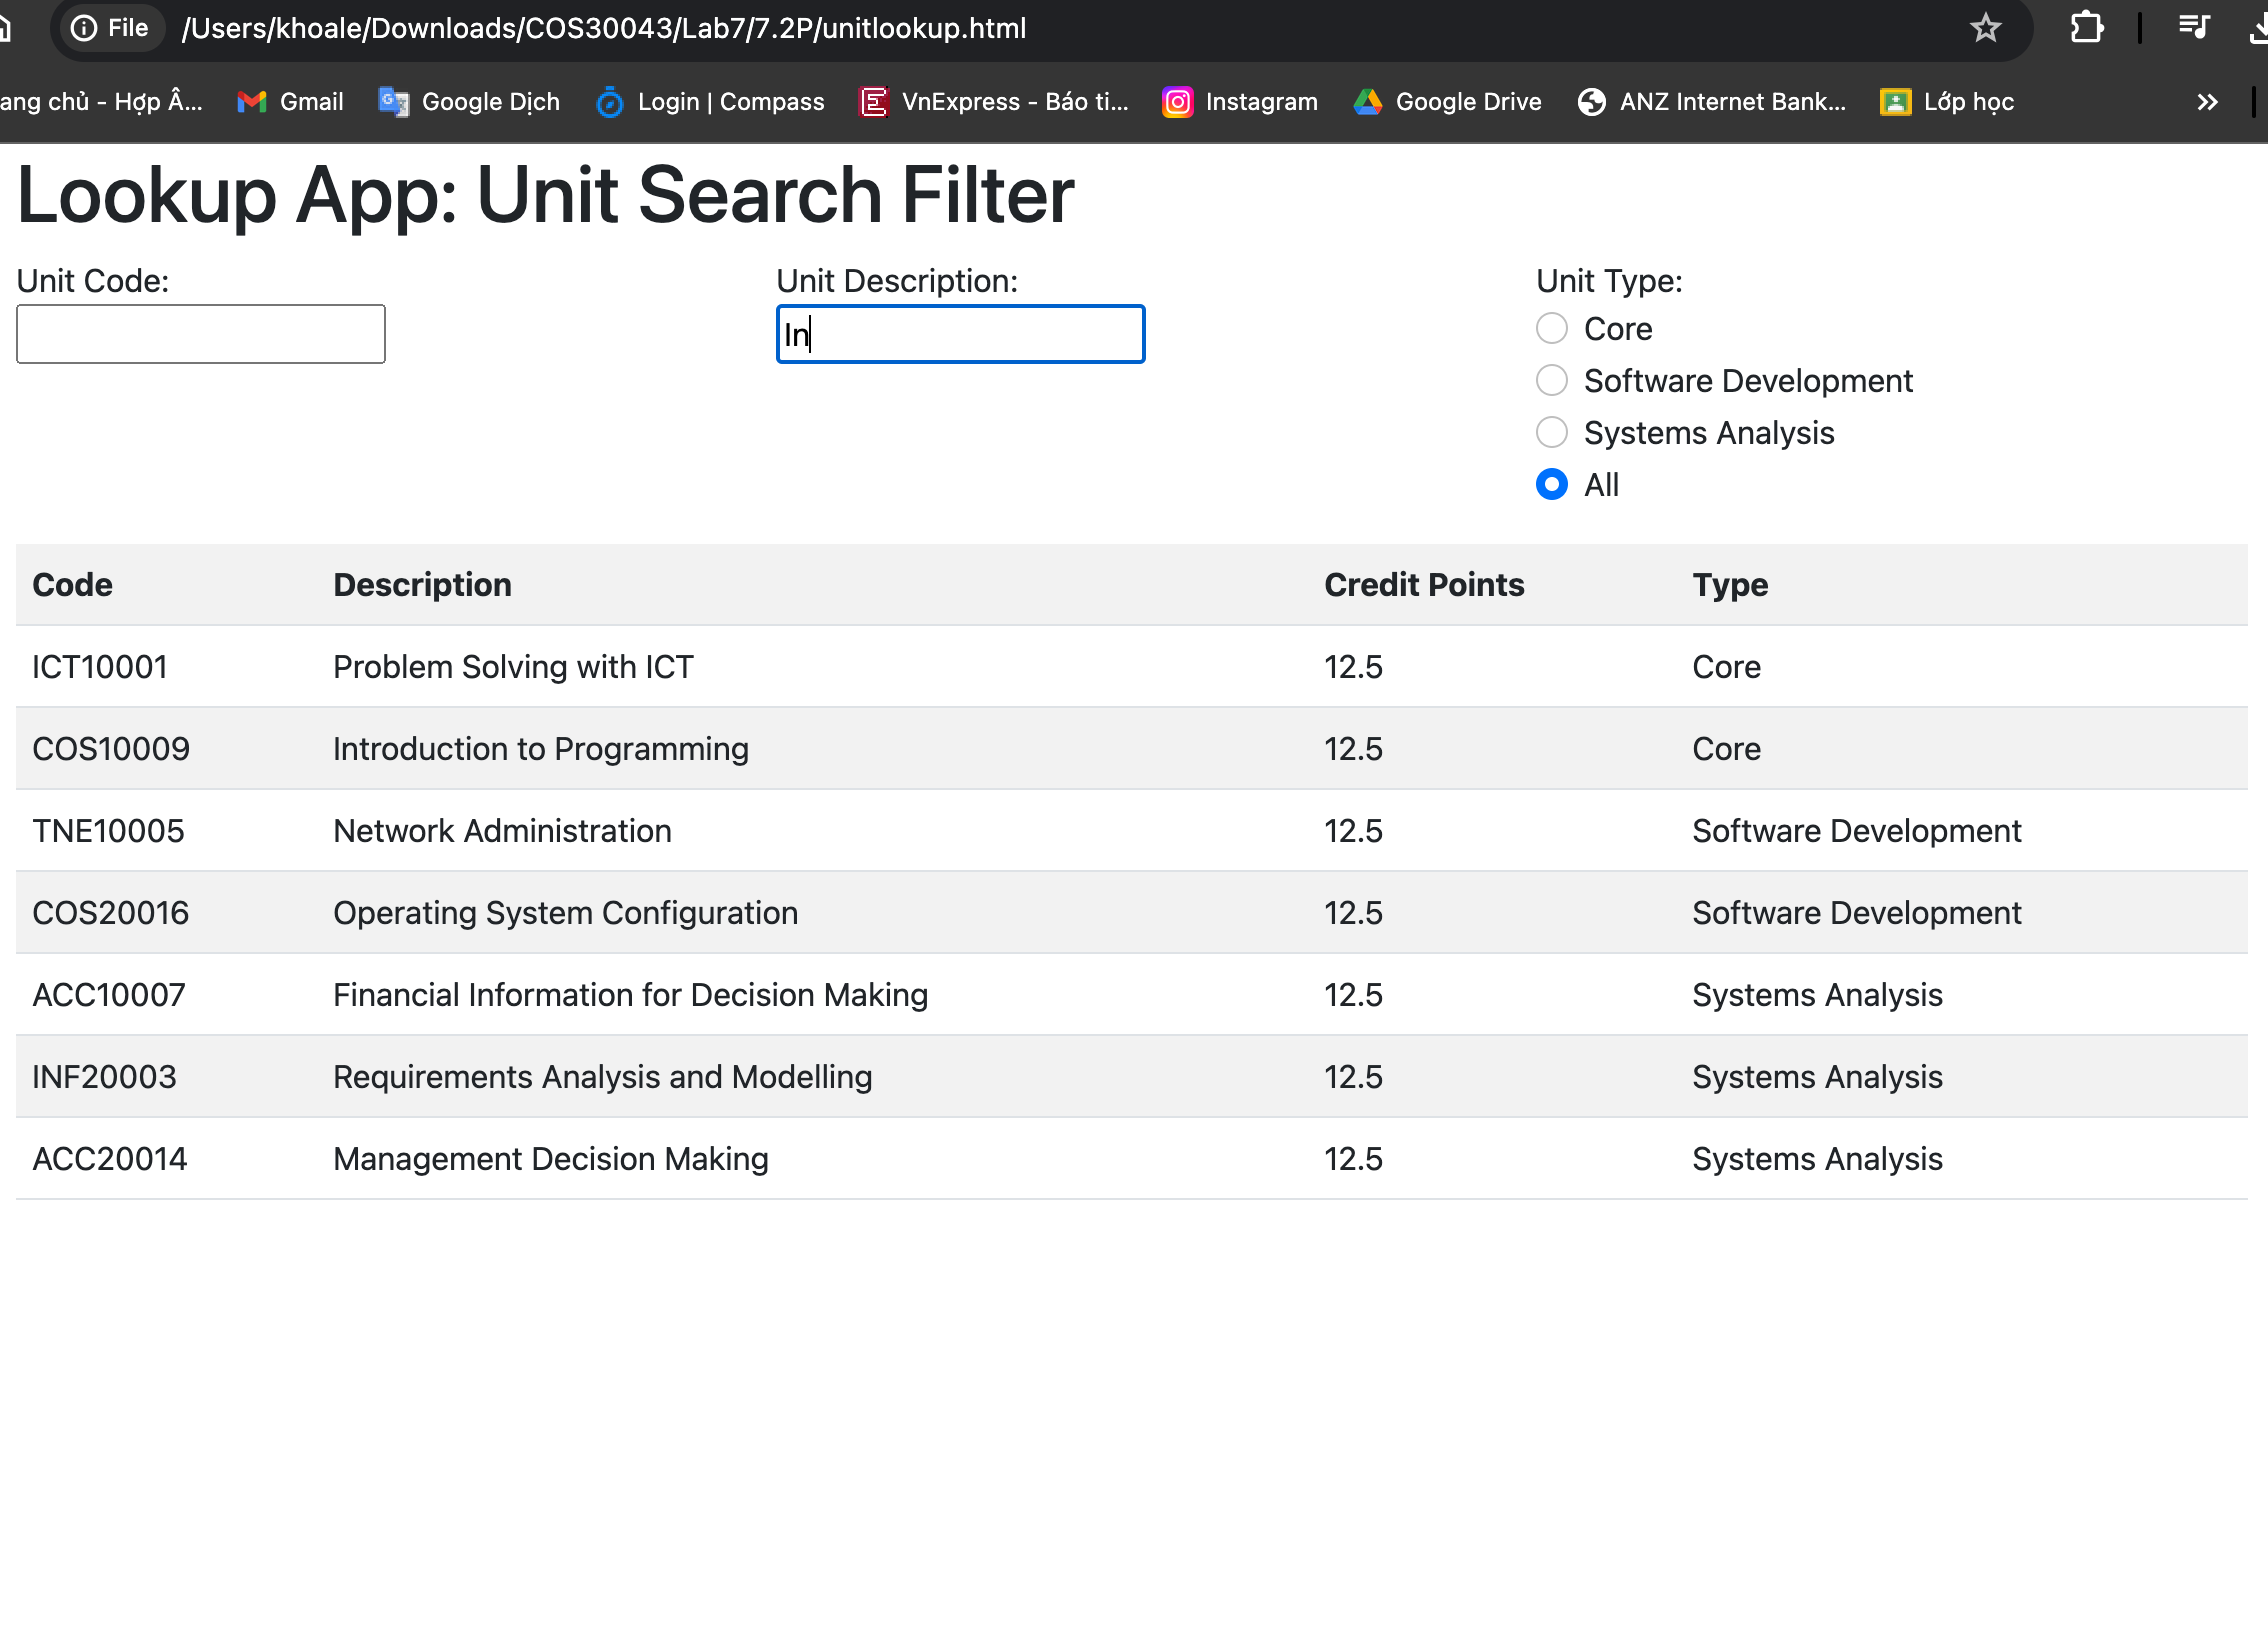 File /Users/khoale/Downloads/COS30043/Lab7/7.2P/unitlookup.html
ang chủ - Hợp Â... Gmail Google Dịch Login | Compass VnExpress - Báo ti... Instagram Google Drive ANZ Internet Bank... Lớp học
Lookup App: Unit Search Filter
Unit Code: Unit Description: Unit Type:
In
Core
Software Development
Systems Analysis
All
Code Description Credit Points Type
ICT10001 Problem Solving with ICT 12.5 Core
COS10009 Introduction to Programming 12.5 Core
TNE10005 Network Administration 12.5 Software Development
COS20016 Operating System Configuration 12.5 Software Development
ACC10007 Financial Information for Decision Making 12.5 Systems Analysis
INF20003 Requirements Analysis and Modelling 12.5 Systems Analysis
ACC20014 Management Decision Making 12.5 Systems Analysis